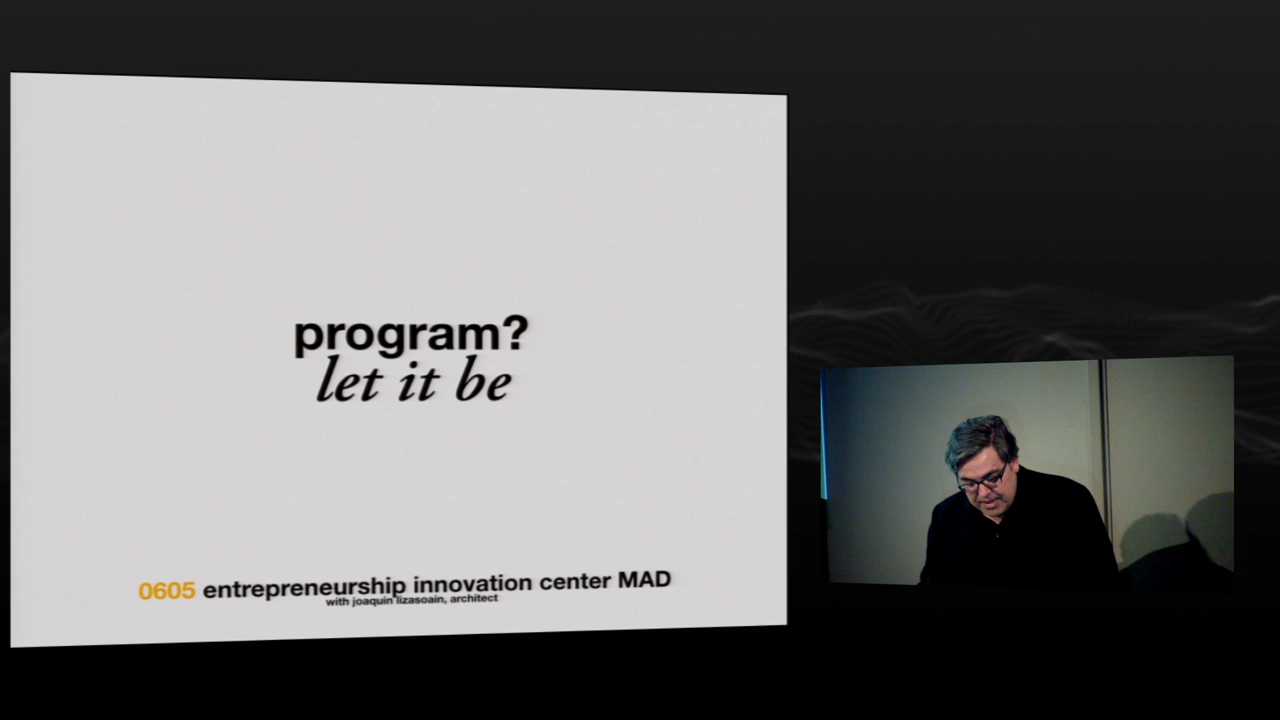 program?
let it be
0605 entrepreneurship innovation center MAD
with joaquin lizasoain, architect